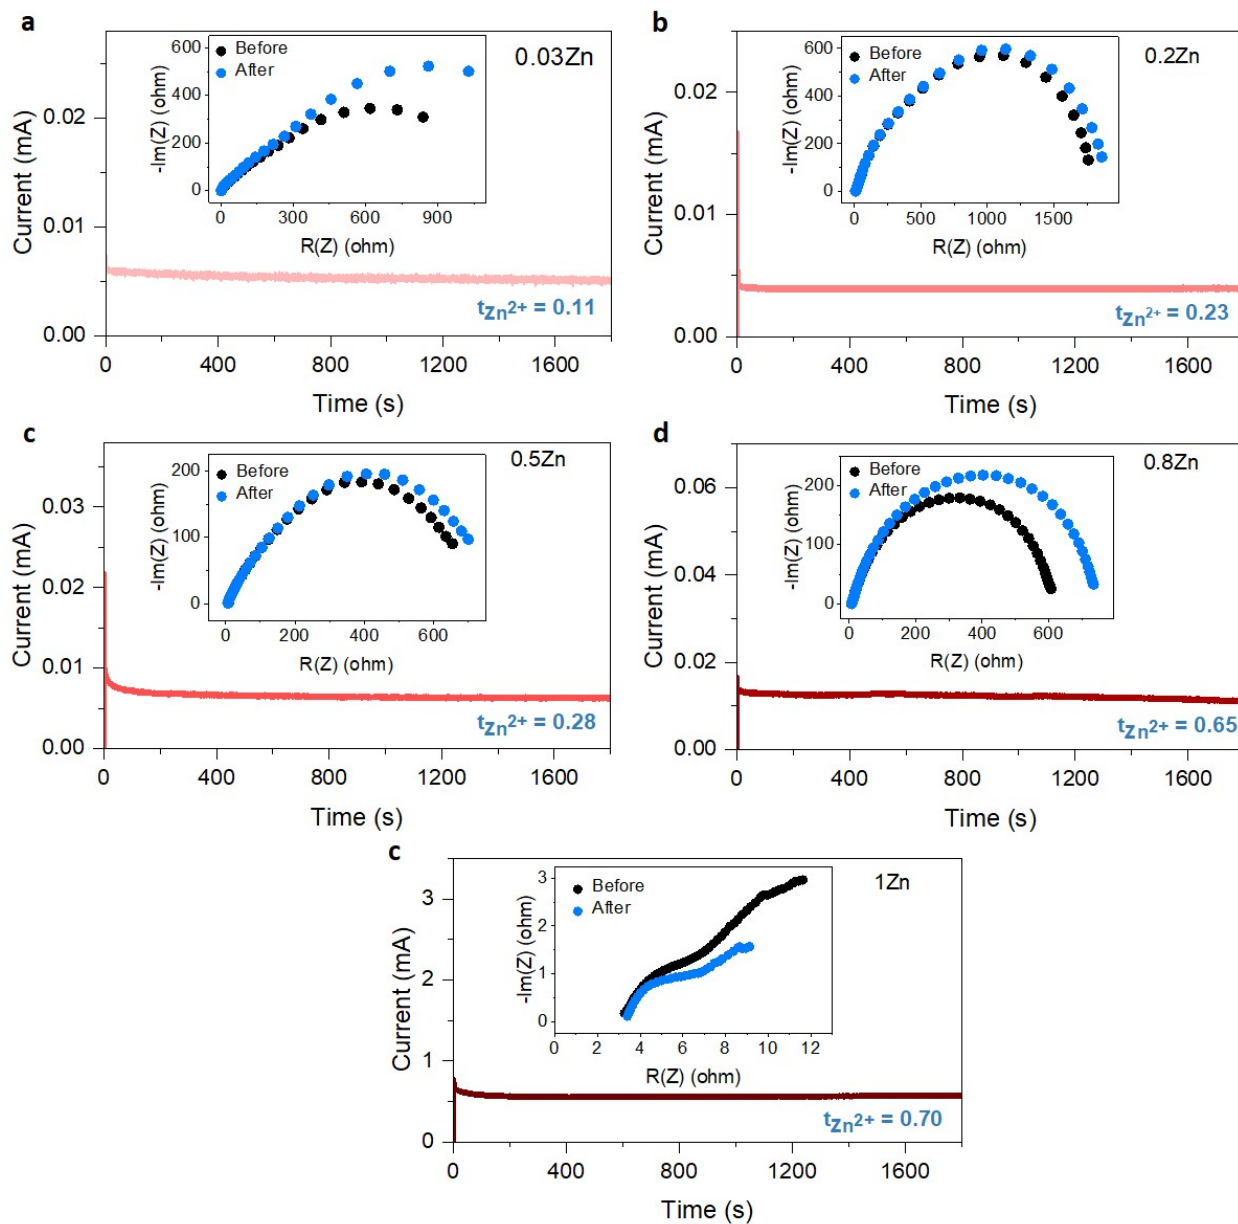 a
0.03Zn
Before
After
-Im(Z) (ohm)
600
400
200
0
0 300 600 900
R(Z) (ohm)
Current (mA)
0.02
0.01
0.00
0 400 800 1200 1600
Time (s)
tZn2+ = 0.11
b
0.2Zn
Before
After
-Im(Z) (ohm)
600
400
200
0
0 500 1000 1500
R(Z) (ohm)
Current (mA)
0.02
0.01
0.00
0 400 800 1200 1600
Time (s)
tZn2+ = 0.23
c
0.5Zn
Before
After
-Im(Z) (ohm)
200
100
0
0 200 400 600
R(Z) (ohm)
Current (mA)
0.03
0.02
0.01
0.00
0 400 800 1200 1600
Time (s)
tZn2+ = 0.28
d
0.8Zn
Before
After
-Im(Z) (ohm)
200
100
0
0 200 400 600
R(Z) (ohm)
Current (mA)
0.06
0.04
0.02
0.00
0 400 800 1200 1600
Time (s)
tZn2+ = 0.65
c
1Zn
Before
After
-Im(Z) (ohm)
3
2
1
0
0 2 4 6 8 10 12
R(Z) (ohm)
Current (mA)
3
2
1
0
0 400 800 1200 1600
Time (s)
tZn2+ = 0.70